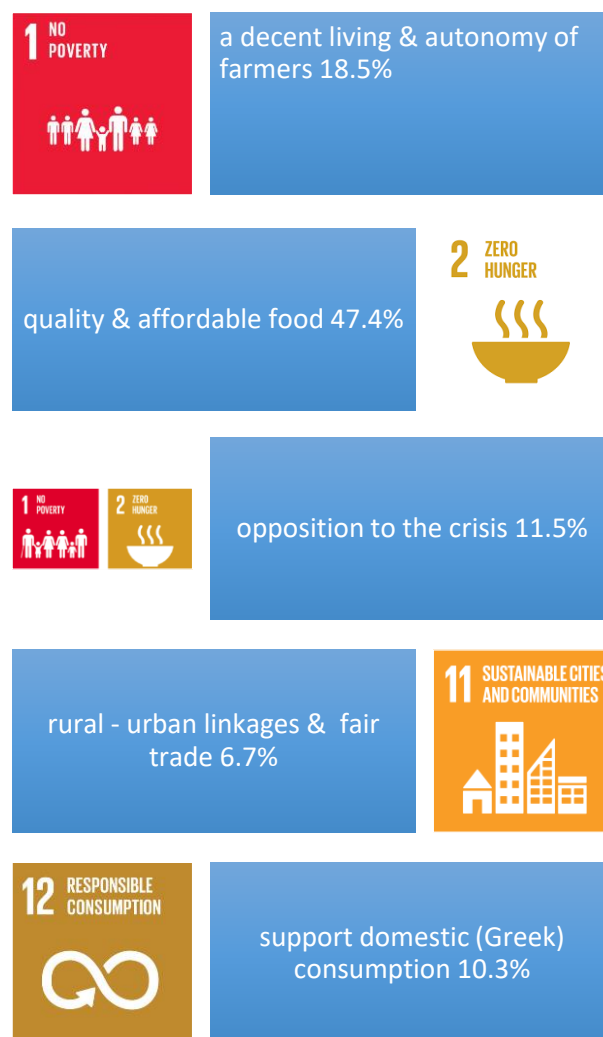 1 NO
POVERTY
a decent living & autonomy of
farmers 18.5%
quality & affordable food 47.4%
2 ZERO
HUNGER
1 NO
POVERTY
2 ZERO
HUNGER
opposition to the crisis 11.5%
rural - urban linkages & fair
trade 6.7%
11 SUSTAINABLE CITIES
AND COMMUNITIES
12 RESPONSIBLE
CONSUMPTION
support domestic (Greek)
consumption 10.3%